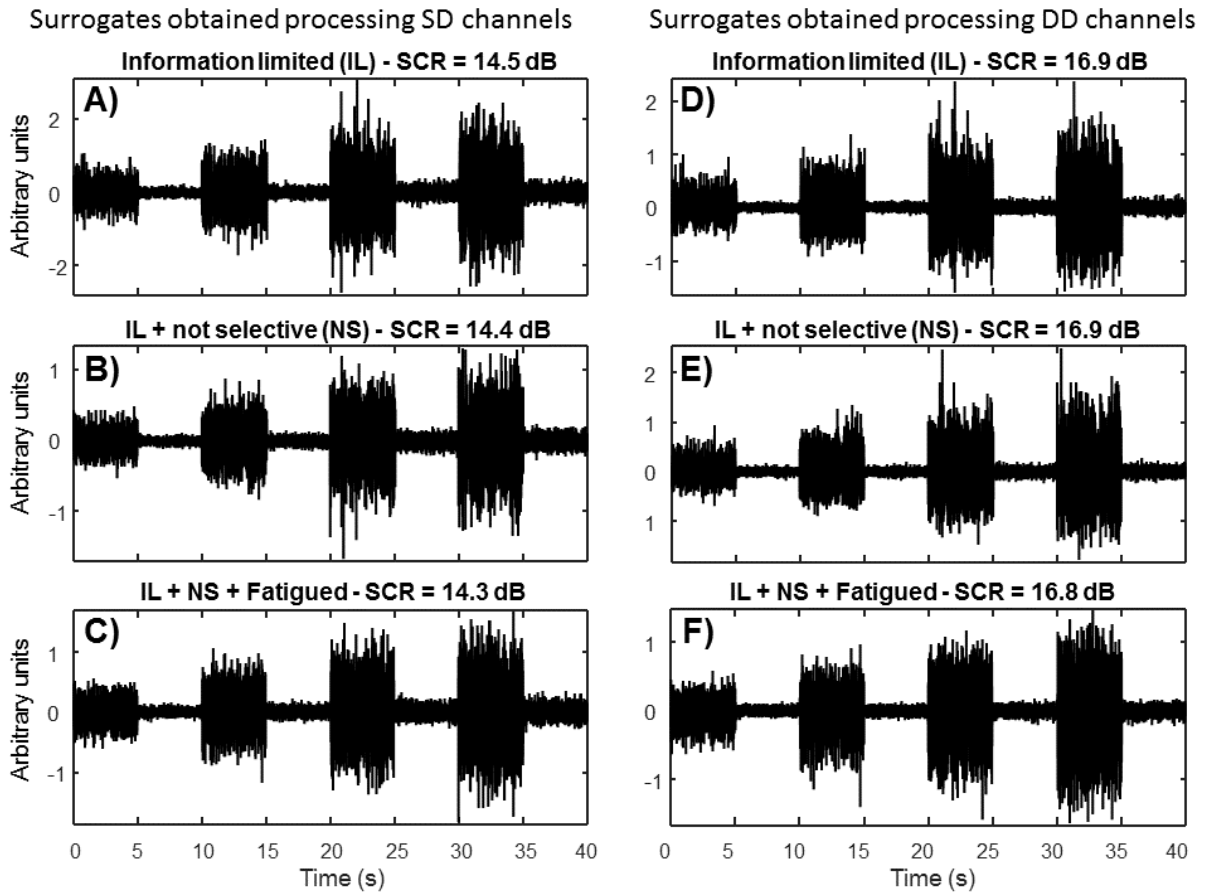 Surrogates obtained processing SD channels
Surrogates obtained processing DD channels
Information limited (IL) - SCR = 14.5 dB
A)
Arbitrary units
2
0
-2
Information limited (IL) - SCR = 16.9 dB
D)
2
1
0
-1
IL + not selective (NS) - SCR = 14.4 dB
B)
Arbitrary units
1
0
-1
IL + not selective (NS) - SCR = 16.9 dB
E)
2
1
0
1
IL + NS + Fatigued - SCR = 14.3 dB
C)
Arbitrary units
1
0
-1
0 5 10 15 20 25 30 35 40
Time (s)
IL + NS + Fatigued - SCR = 16.8 dB
F)
1
0
-1
0 5 10 15 20 25 30 35 40
Time (s)